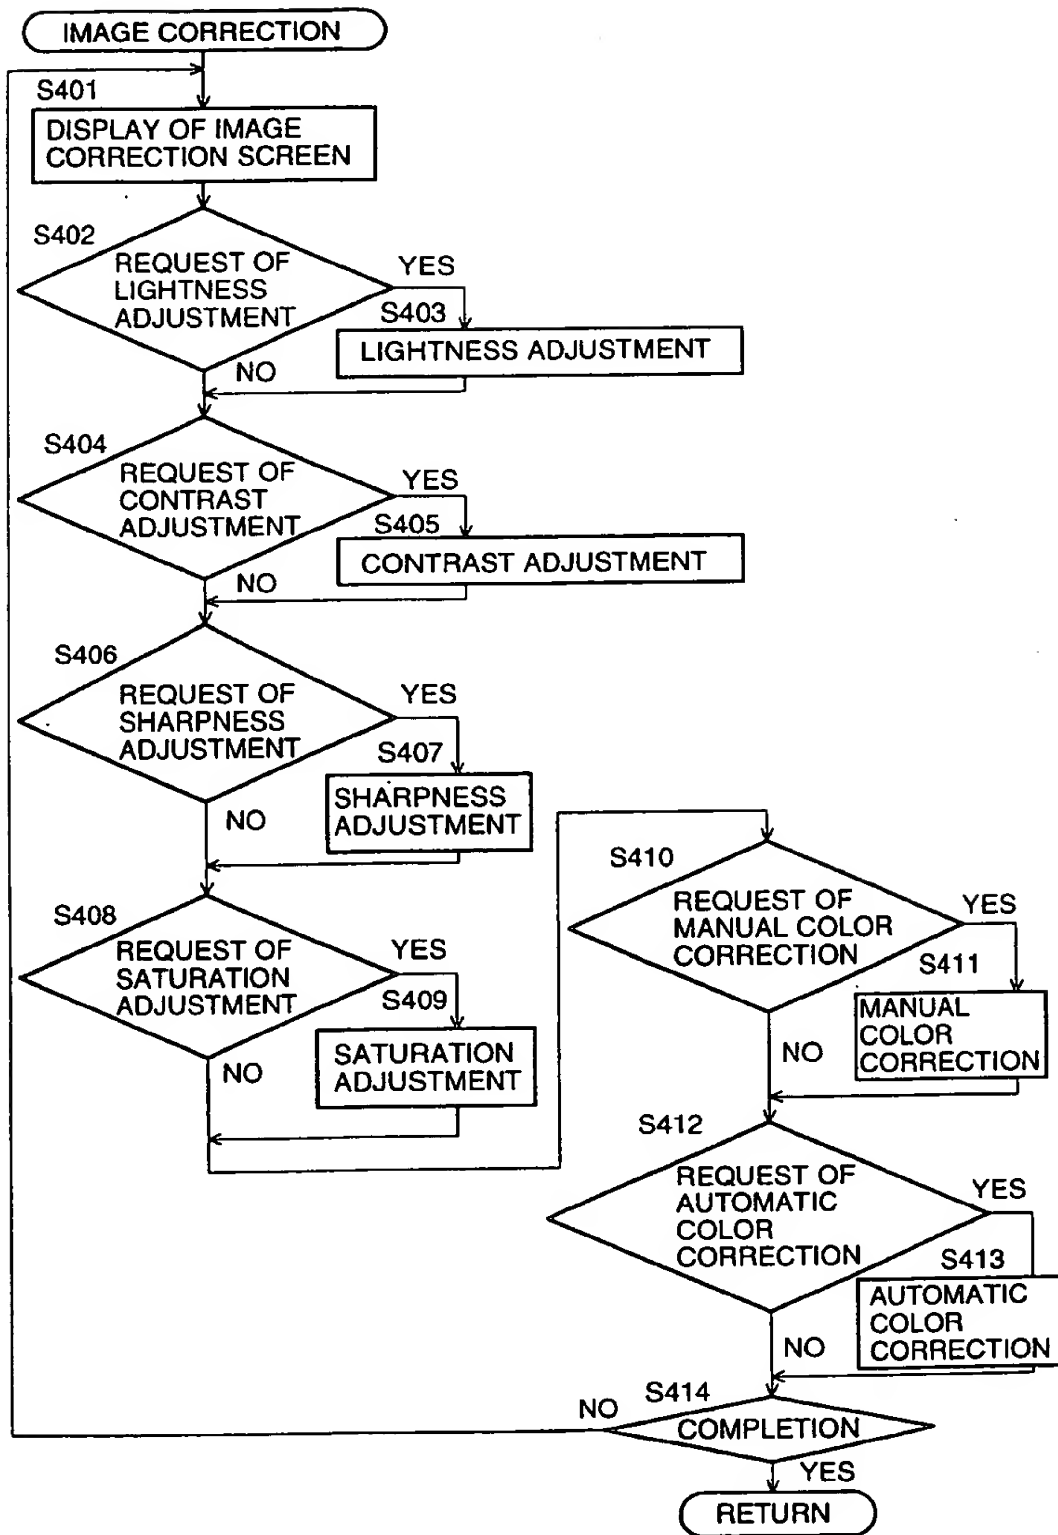 IMAGE CORRECTION
S401
DISPLAY OF IMAGE
CORRECTION SCREEN
S402
REQUEST OF
LIGHTNESS
ADJUSTMENT
YES
S403
LIGHTNESS ADJUSTMENT
NO
S404
REQUEST OF
CONTRAST
ADJUSTMENT
YES
S405
CONTRAST ADJUSTMENT
NO
S406
REQUEST OF
SHARPNESS
ADJUSTMENT
YES
S407
SHARPNESS
ADJUSTMENT
NO
S408
REQUEST OF
SATURATION
ADJUSTMENT
YES
S409
SATURATION
ADJUSTMENT
NO
S410
REQUEST OF
MANUAL COLOR
CORRECTION
YES
S411
MANUAL
COLOR
CORRECTION
NO
S412
REQUEST OF
AUTOMATIC
COLOR
CORRECTION
YES
S413
AUTOMATIC
COLOR
CORRECTION
NO
S414
COMPLETION
NO
YES
RETURN